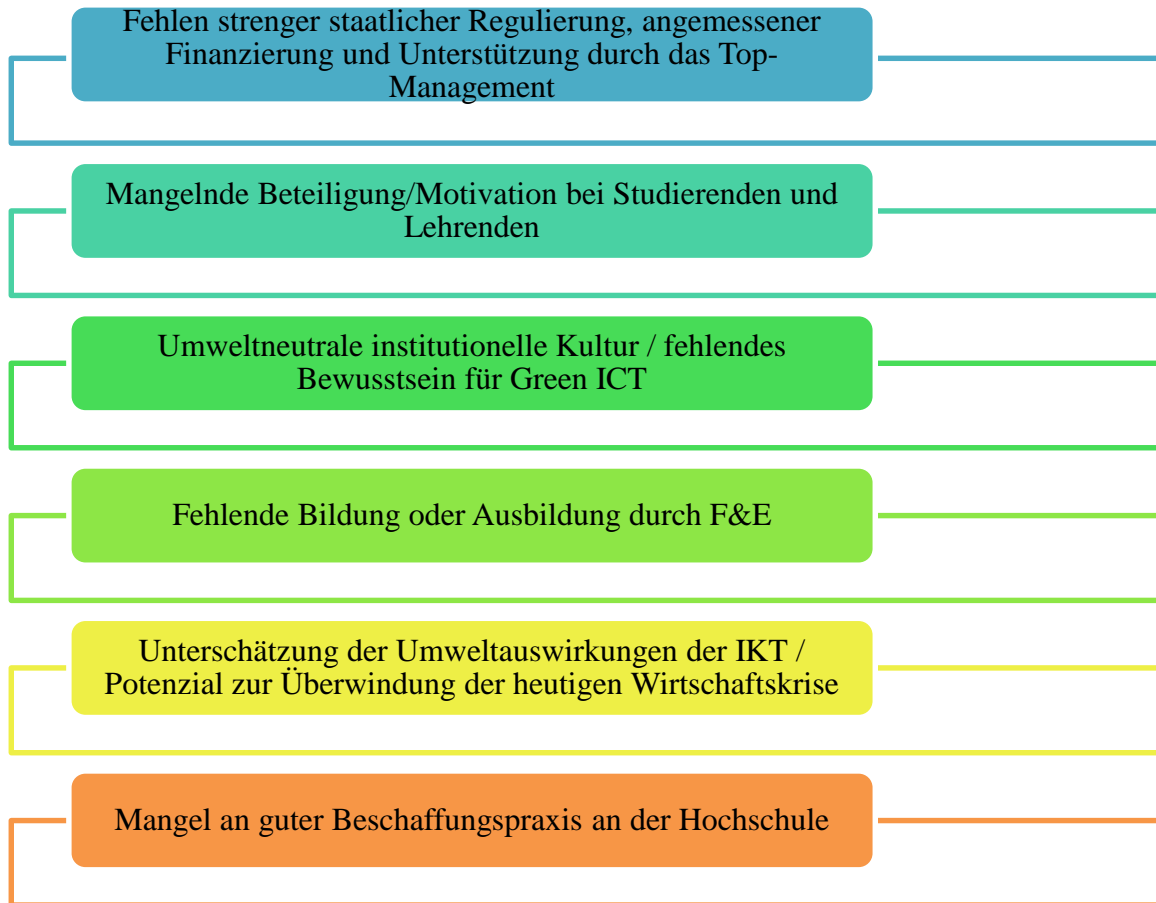 Fehlen strenger staatlicher Regulierung, angemessener
Finanzierung und Unterstützung durch das Top-
Management
Mangelnde Beteiligung/Motivation bei Studierenden und
Lehrenden
Umweltneutrale institutionelle Kultur / fehlendes
Bewusstsein für Green ICT
Fehlende Bildung oder Ausbildung durch F&E
Unterschätzung der Umweltauswirkungen der IKT /
Potenzial zur Überwindung der heutigen Wirtschaftskrise
Mangel an guter Beschaffungspraxis an der Hochschule